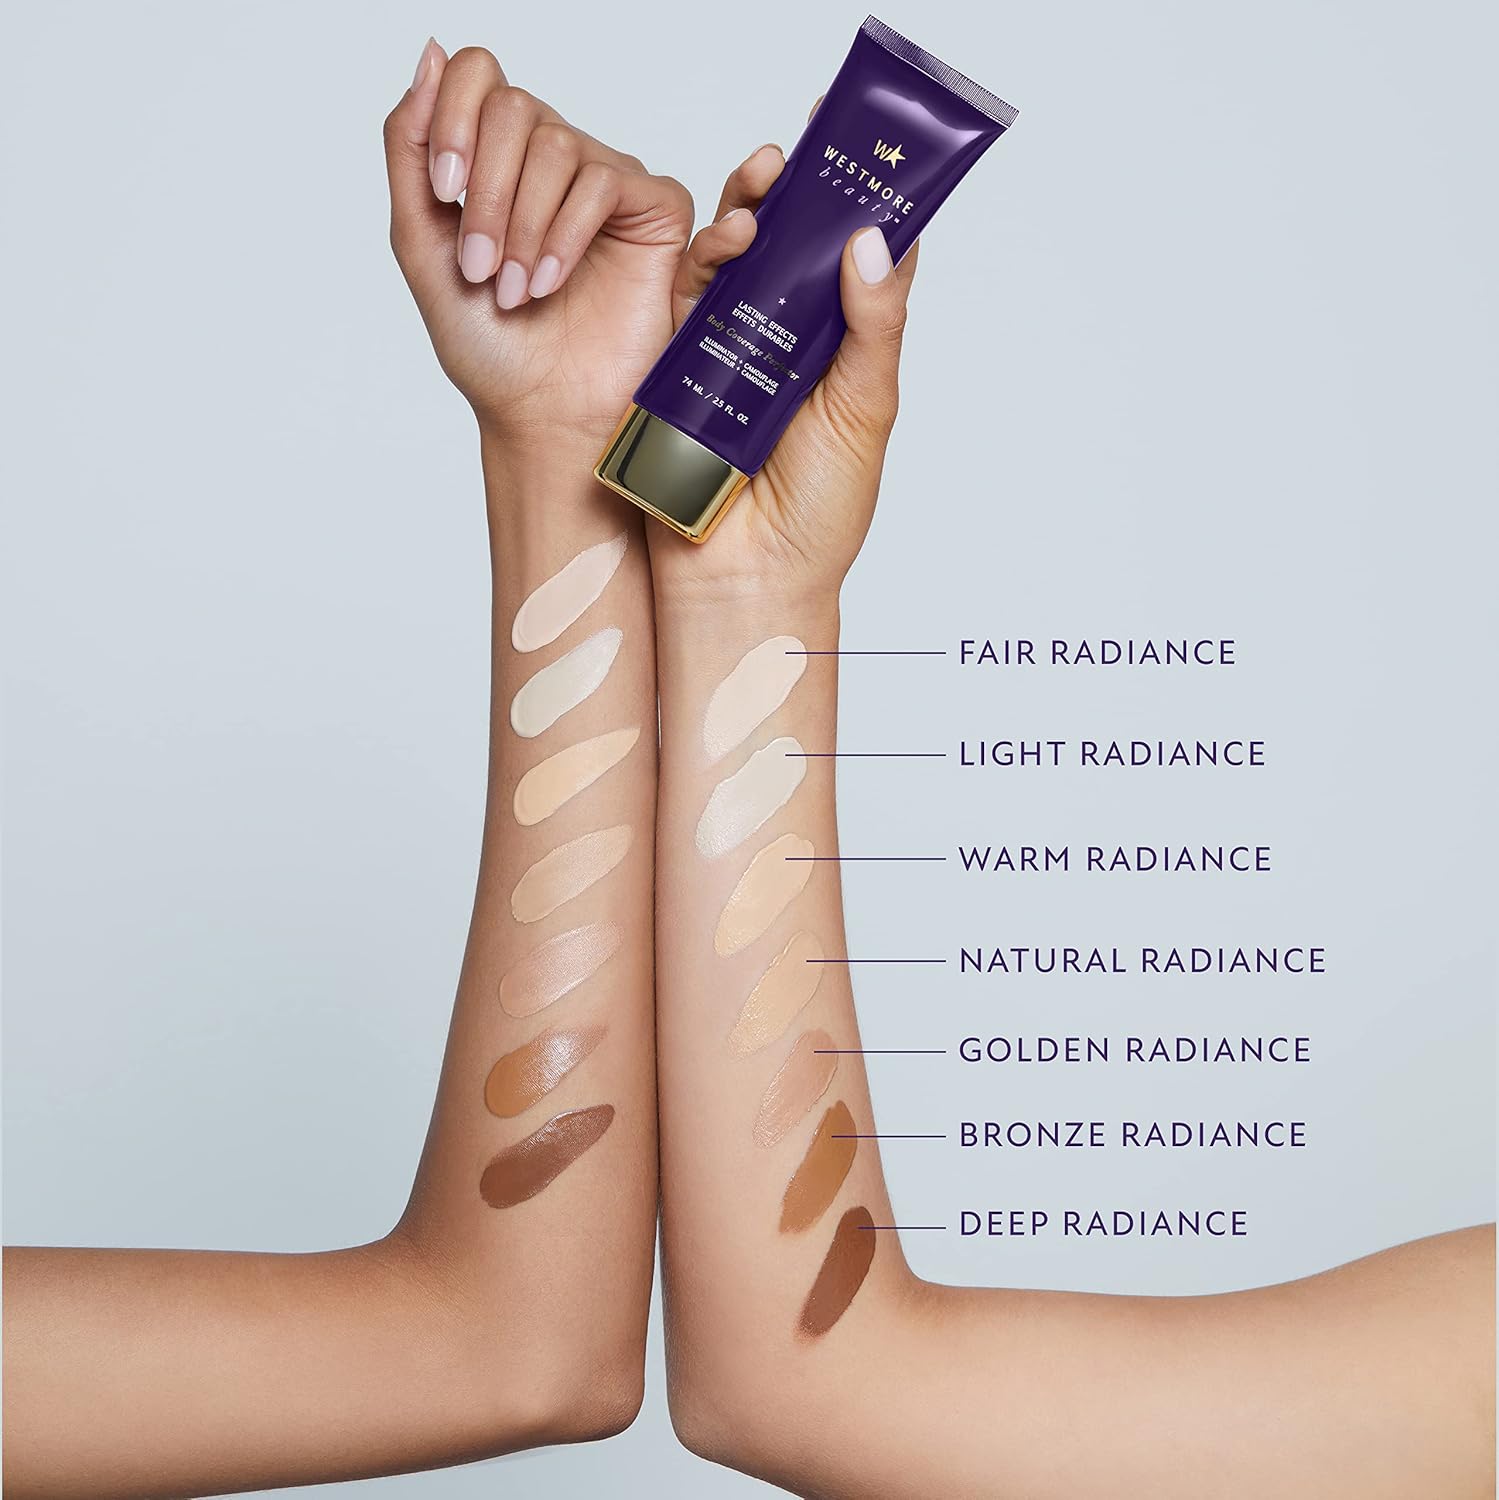 WESTMORE
beauty™
LASTING EFFECTS
EFFETS DURABLES
Body Coverage Perfector
ILLUMINATOR + CAMOUFLAGE
ILLUMINATEUR + CAMOUFLAGE
74 ML / 2.5 FL. OZ.
FAIR RADIANCE
LIGHT RADIANCE
WARM RADIANCE
NATURAL RADIANCE
GOLDEN RADIANCE
BRONZE RADIANCE
DEEP RADIANCE